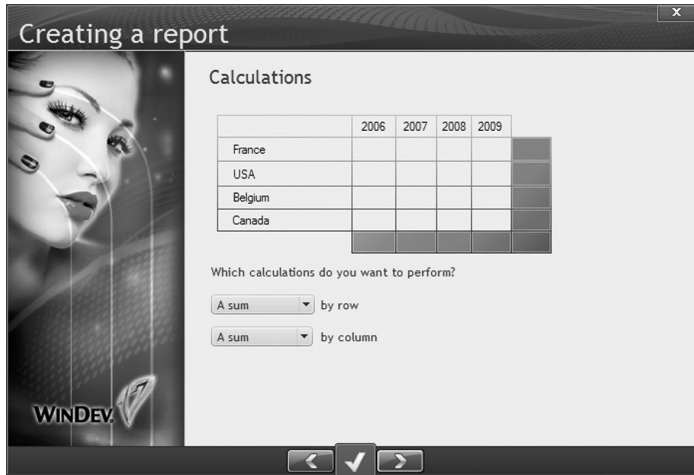 x
Creating a report
Calculations
2006 2007 2008 2009
France
USA
Belgium
Canada
Which calculations do you want to perform?
A sum by row
A sum by column
WINDEV.